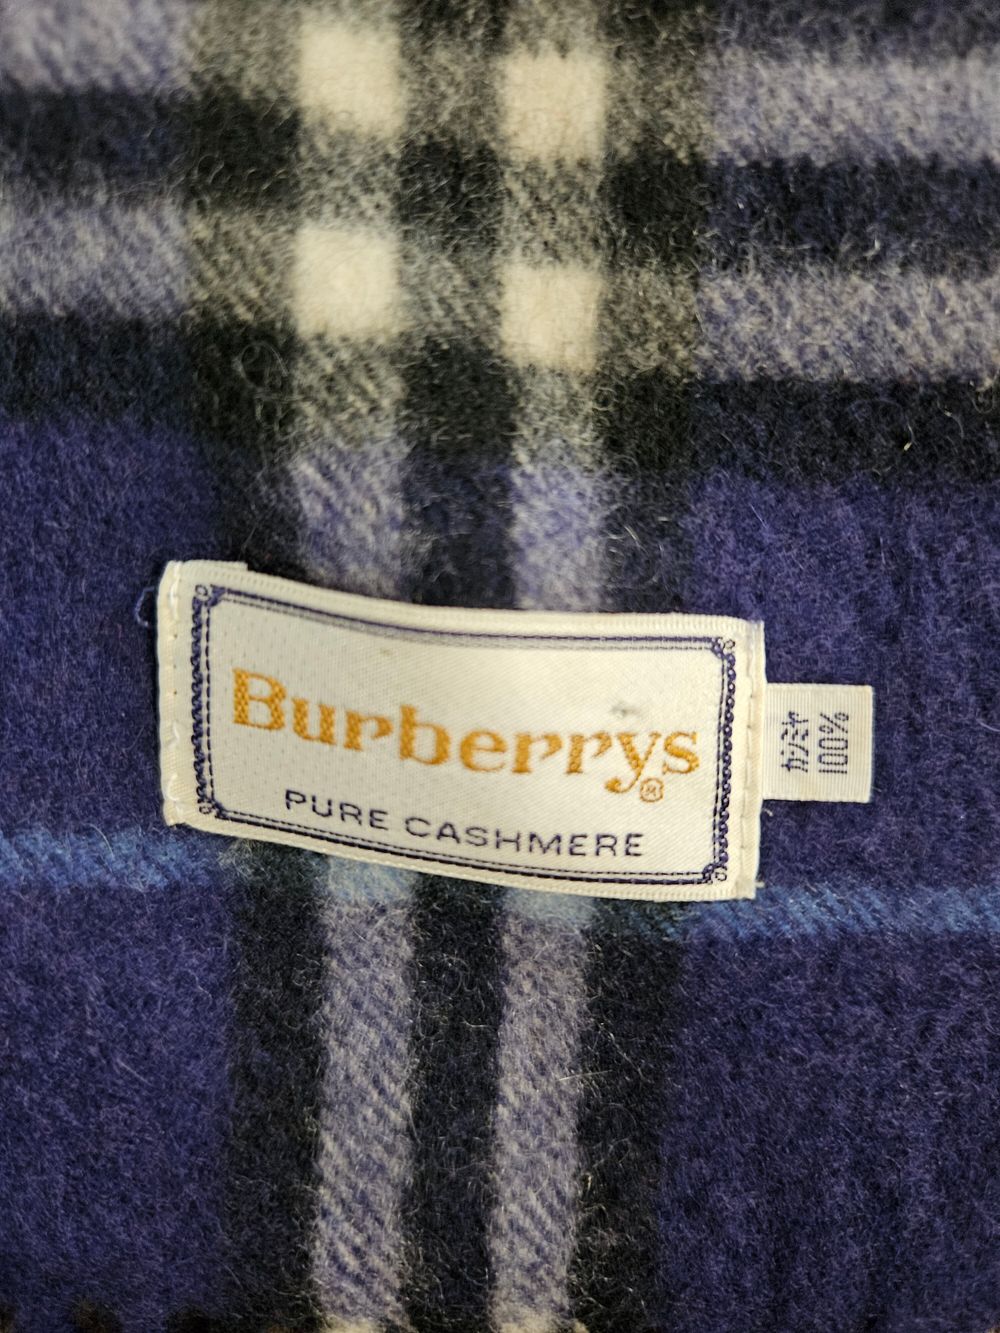 Burberrys®
PURE CASHMERE
カシミヤ
100%